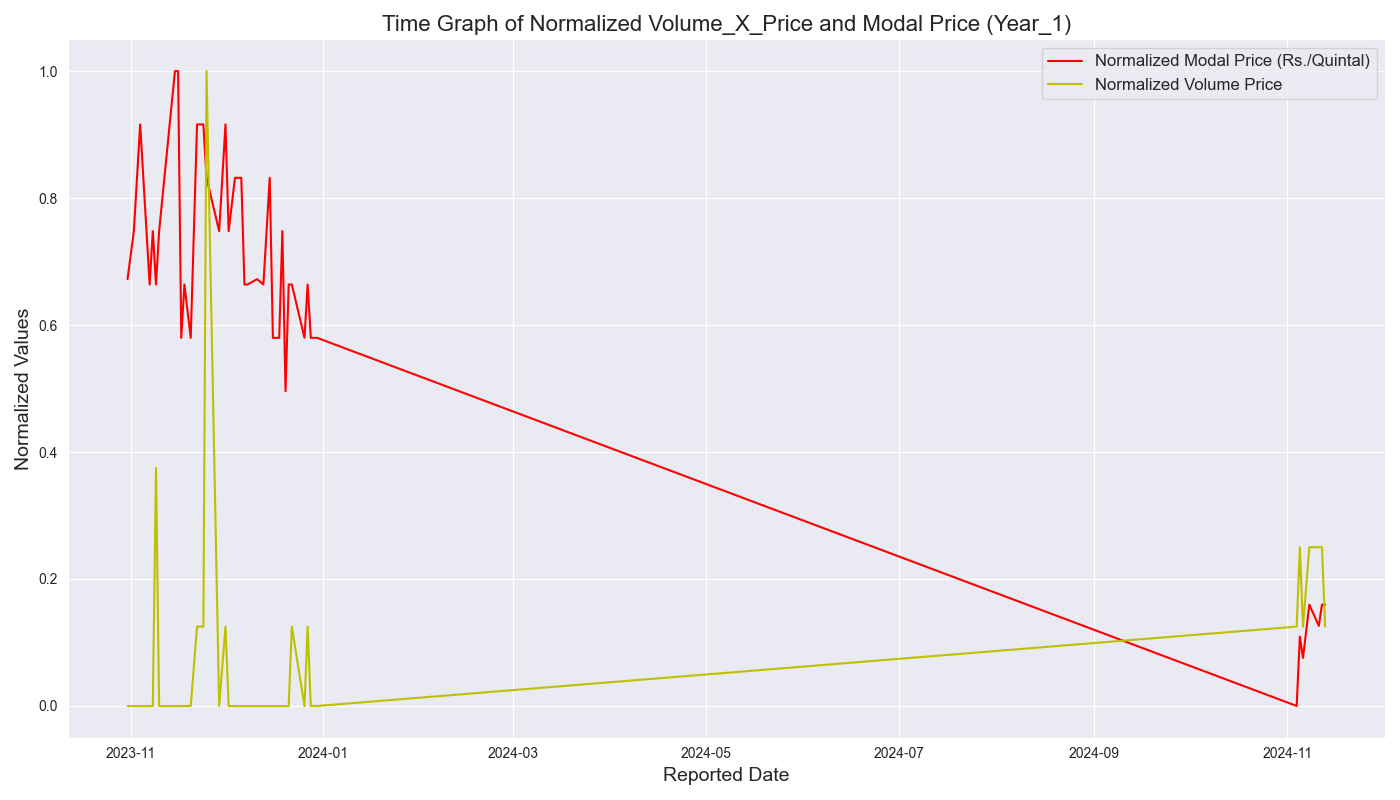 Time Graph of Normalized Volume_X_Price and Modal Price (Year_1)
Normalized Modal Price (Rs./Quintal)
Normalized Volume Price
Normalized Values
1.0
0.8
0.6
0.4
0.2
0.0
2023-11
2024-01
2024-03
2024-05
2024-07
2024-09
2024-11
Reported Date